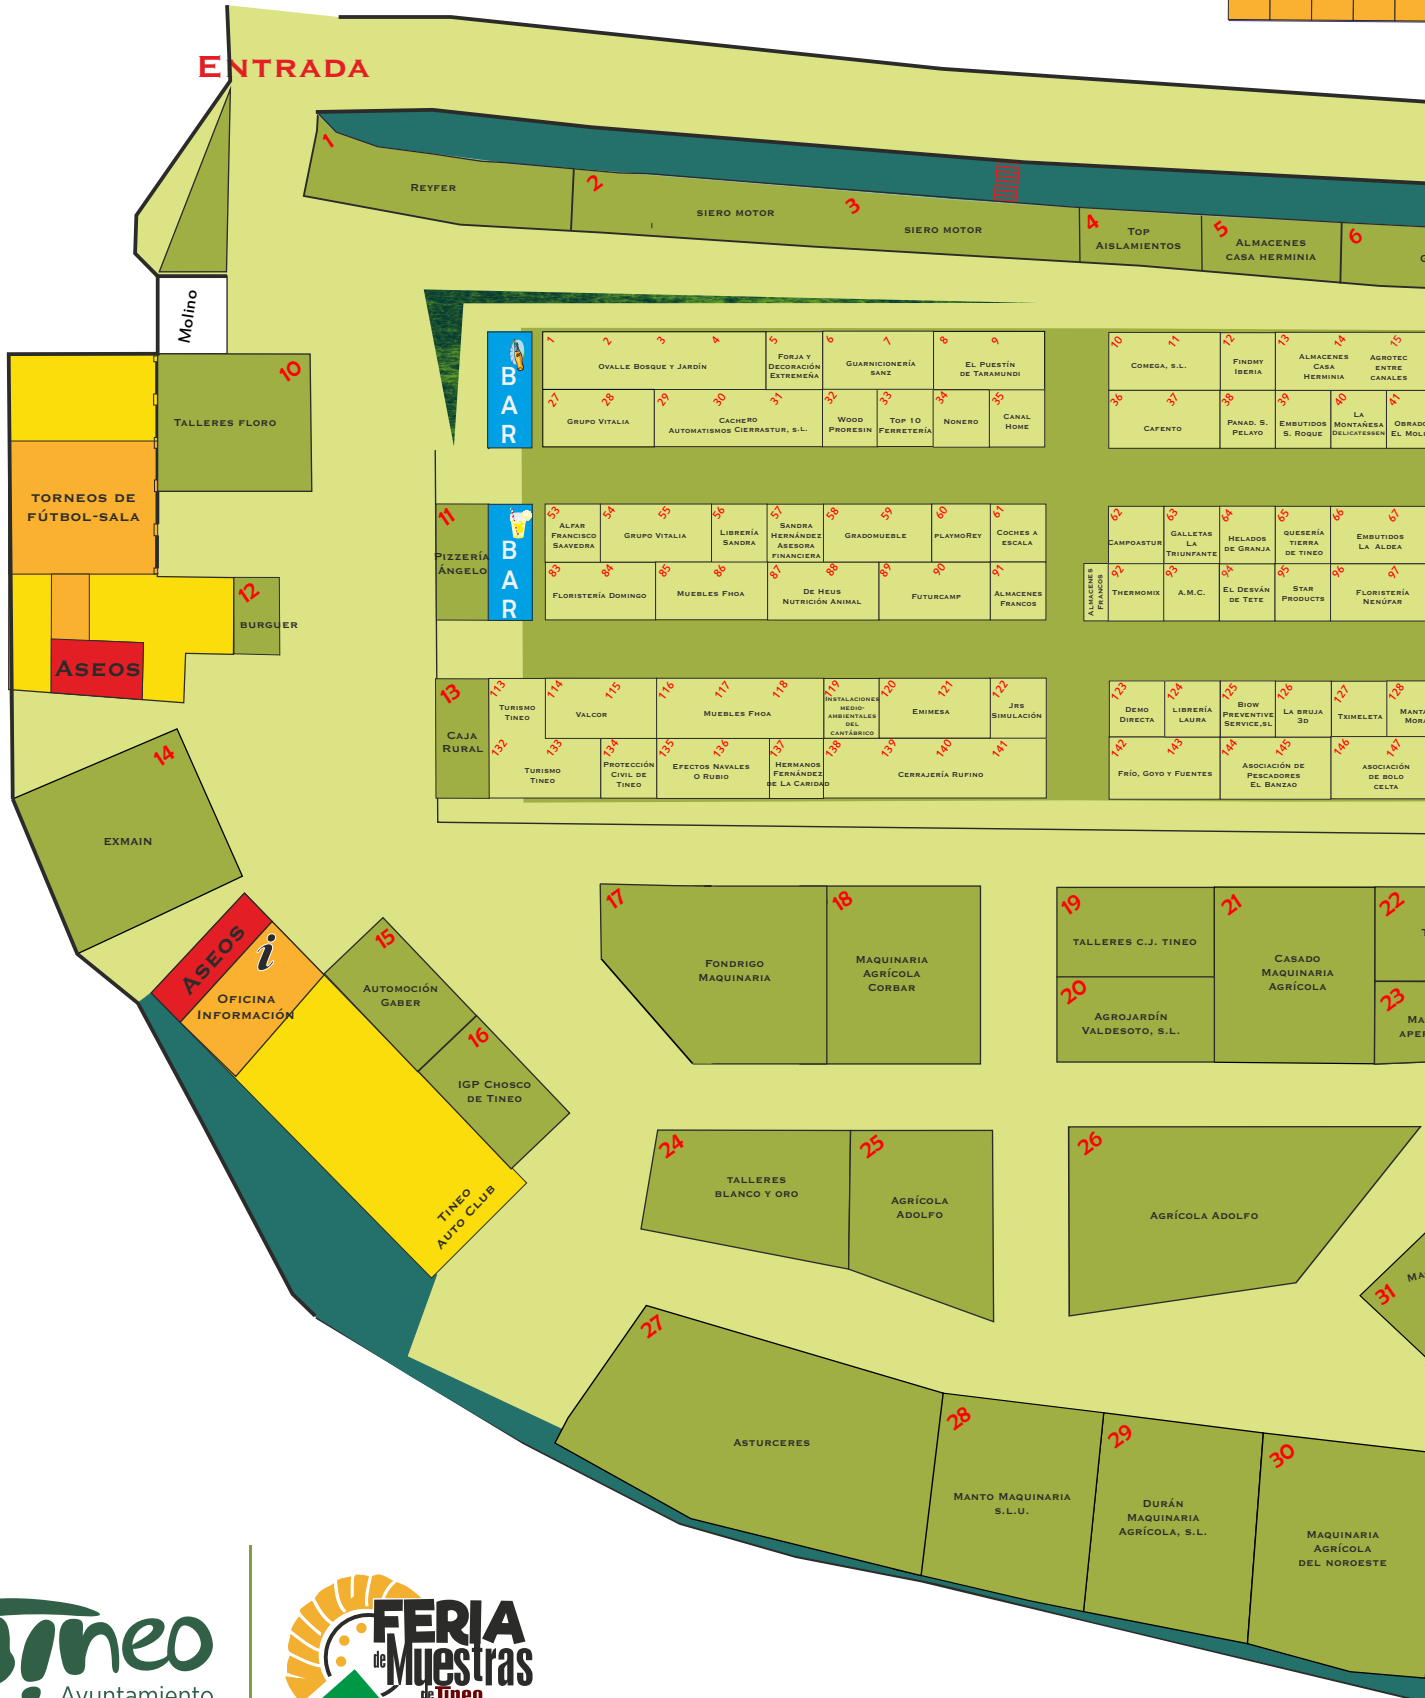 Entrada
1
Reyfer
2
siero motor
3
siero motor
4
Top
Aislamientos
5
Almacenes
casa Herminia
6
Molino
10
Talleres Floro
Torneos de
fútbol-sala
12
Burguer
Aseos
BAR
1 2 3 4
Ovalle Bosque y Jardín
5
Forja y
Decoración
Extremeña
6 7
Guarnicionería
Sanz
8 9
El Puestín
de Taramundi
10 11
Comega, s.l.
12
Findmy
Iberia
13 14
Almacenes
Casa
Herminia
15
Agrotec
entre
canales
27 28
Grupo Vitalia
29 30 31
Cachero
Automatismos Cierrastur, s.l.
32
Wood
Proresin
33
Top 10
Ferretería
34
Nonero
35
Canal
Home
36 37
Cafento
38
Panad. S.
Pelayo
39
Embutidos
S. Roque
40
La
Montañesa
Delicatessen
41
11
Pizzería
Ángelo
BAR
53
Alfar
Francisco
Saavedra
54 55
Grupo Vitalia
56
Librería
Sandra
57
Sandra
Hernández
Asesora
financiera
58 59
Gradomueble
60
playmoRey
61
Coches a
escala
62
Campoastur
63
Galletas
La
Triunfante
64
Helados
de Granja
65
quesería
tierra
de tineo
66 67
Embutidos
La Aldea
83 84
Floristería Domingo
85 86
Muebles Fhoa
87 88
De Heus
Nutrición Animal
89 90
Futurcamp
91
Almacenes
Francos
Almacenes
Francos
92
Thermomix
93
A.M.C.
94
El Desván
de Tete
95
Star
Products
96 97
Floristería
Nenúfar
13
Caja
Rural
113
Turismo
Tineo
114 115
Valcor
116 117 118
Muebles Fhoa
119
Instalaciones
medio-
ambientales
del
cantábrico
120 121
Emimesa
122
Jrs
Simulación
123
Demo
Directa
124
Librería
Laura
125
Biow
Preventive
Service,sl
126
La bruja
3D
127
Tximeleta
128
132 133
Turismo
Tineo
134
Protección
Civil de
Tineo
135 136
Efectos Navales
O Rubio
137
Hermanos
Fernández
de La Caridad
138 139 140 141
Cerrajería Rufino
142 143
Frío, Goyo y Fuentes
144 145
Asociación de
Pescadores
El Banzao
146 147
asociación
de bolo
celta
14
exmain
Aseos
i
Oficina
Información
15
Automoción
Gaber
16
IGP Chosco
de Tineo
Tineo
Auto Club
17
Fondrigo
Maquinaria
18
Maquinaria
Agrícola
Corbar
19
Talleres C.J. Tineo
20
Agrojardín
Valdesoto, s.l.
21
Casado
Maquinaria
Agrícola
22
23
24
Talleres
Blanco y Oro
25
Agrícola
Adolfo
26
Agrícola Adolfo
31
27
Asturceres
28
Manto Maquinaria
s.l.u.
29
Durán
Maquinaria
Agrícola, s.l.
30
Maquinaria
Agrícola
del noroeste
Tineo
Ayuntamiento
FERIA
de Muestras
de Tineo